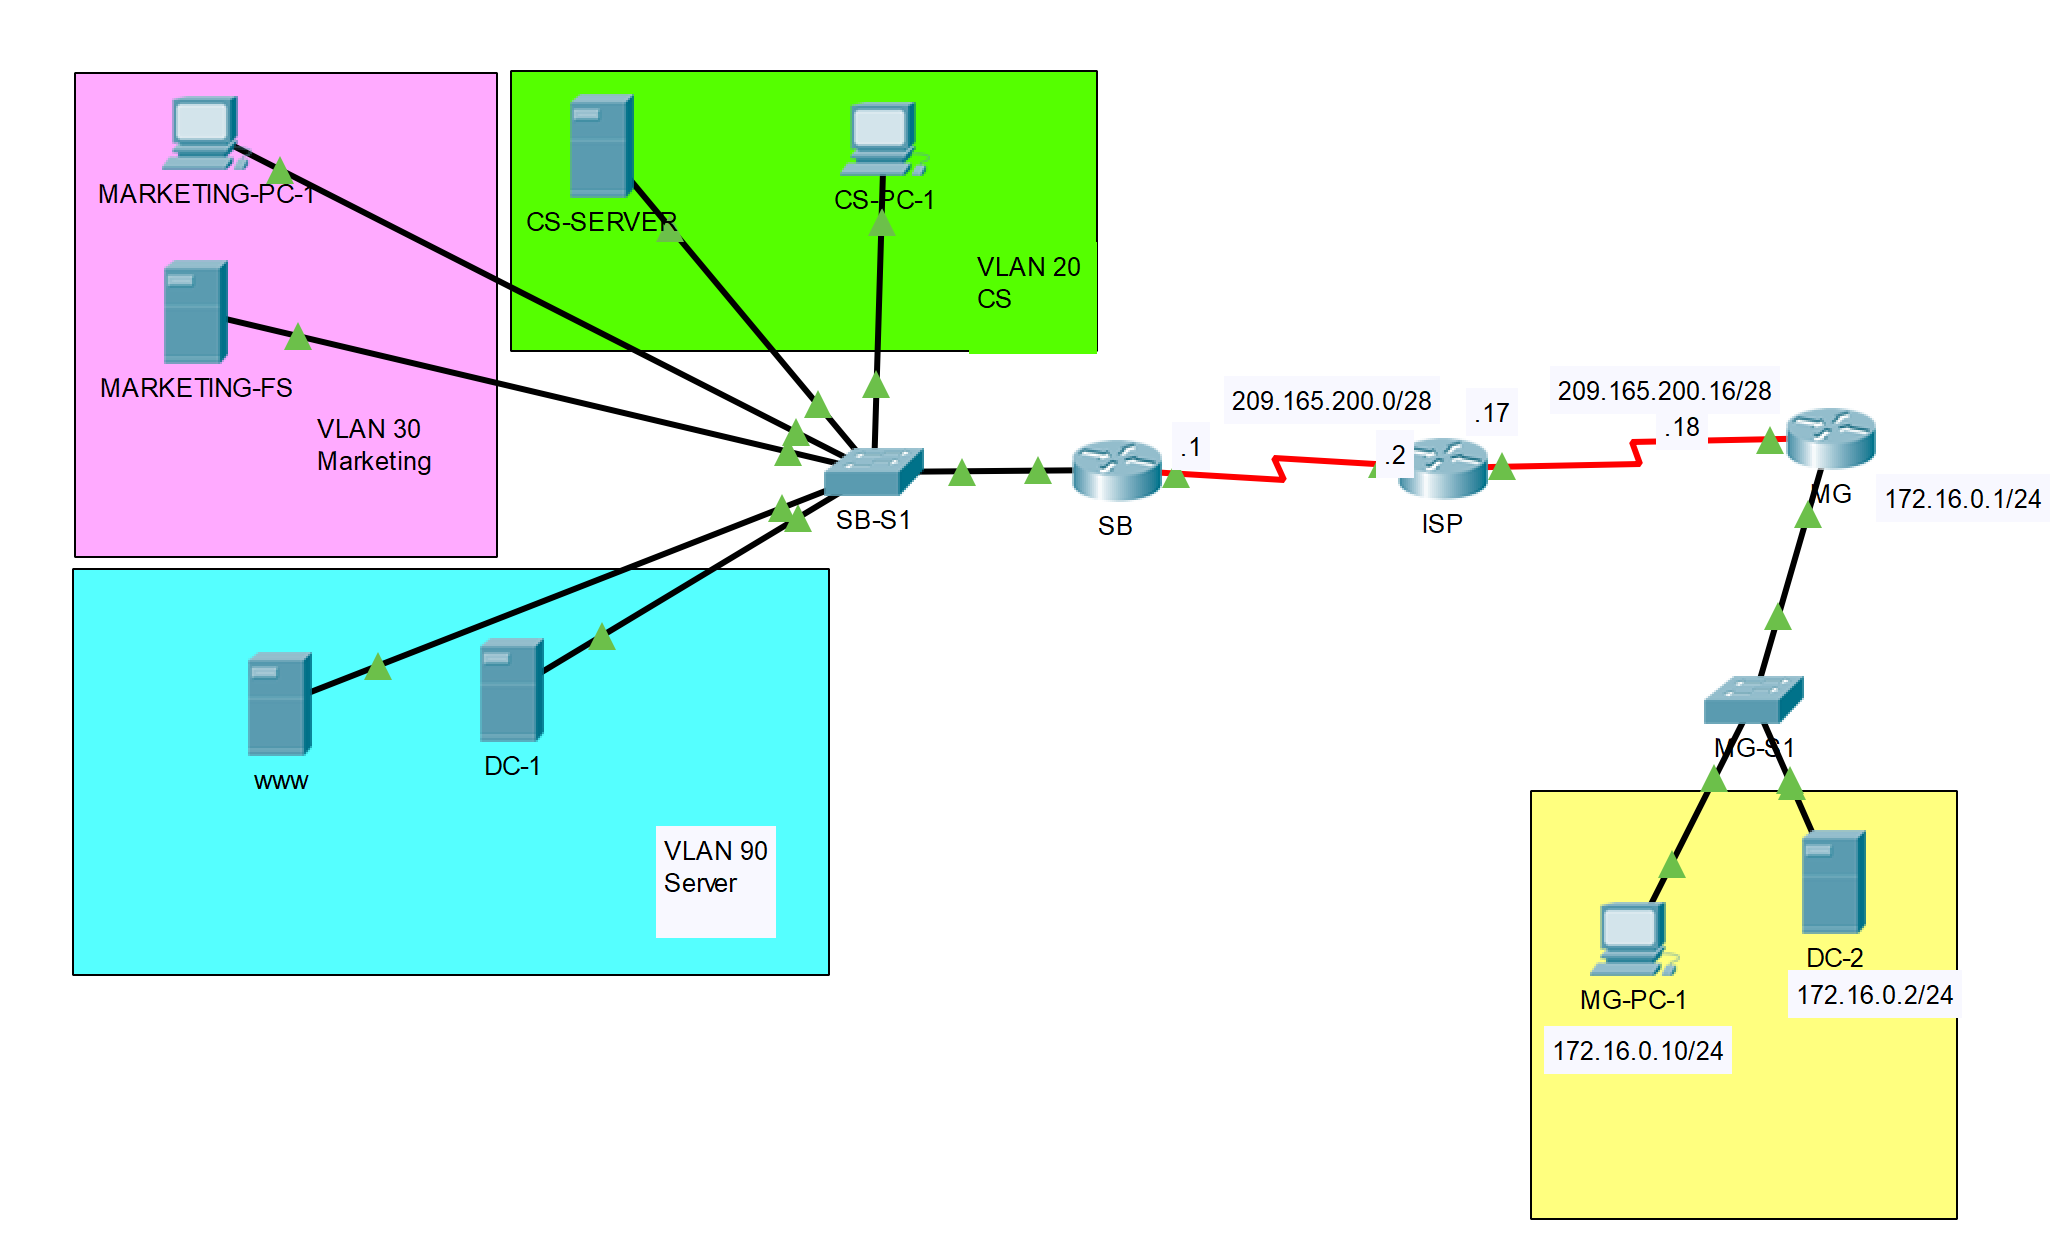 MARKETING-PC-1
MARKETING-FS
VLAN 30
Marketing
CS-SERVER
CS-PC-1
VLAN 20
CS
SB-S1
SB
.1
209.165.200.0/28
.2
ISP
.17
209.165.200.16/28
.18
MG
172.16.0.1/24
www
DC-1
VLAN 90
Server
MG-S1
MG-PC-1
172.16.0.10/24
DC-2
172.16.0.2/24